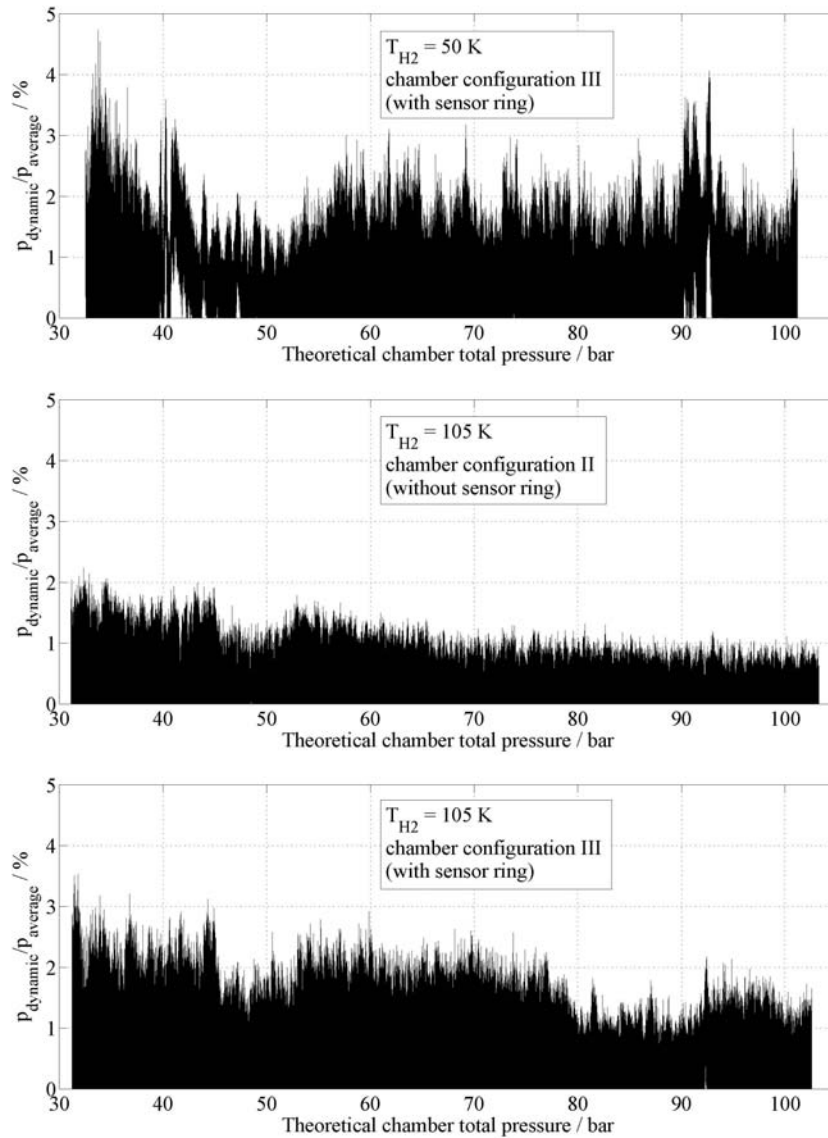 5
4
3
2
1
0
p_dynamic/p_average / %
T_H2 = 50 K
chamber configuration III
(with sensor ring)
30 40 50 60 70 80 90 100
Theoretical chamber total pressure / bar
5
4
3
2
1
0
p_dynamic/p_average / %
T_H2 = 105 K
chamber configuration II
(without sensor ring)
30 40 50 60 70 80 90 100
Theoretical chamber total pressure / bar
5
4
3
2
1
0
p_dynamic/p_average / %
T_H2 = 105 K
chamber configuration III
(with sensor ring)
30 40 50 60 70 80 90 100
Theoretical chamber total pressure / bar